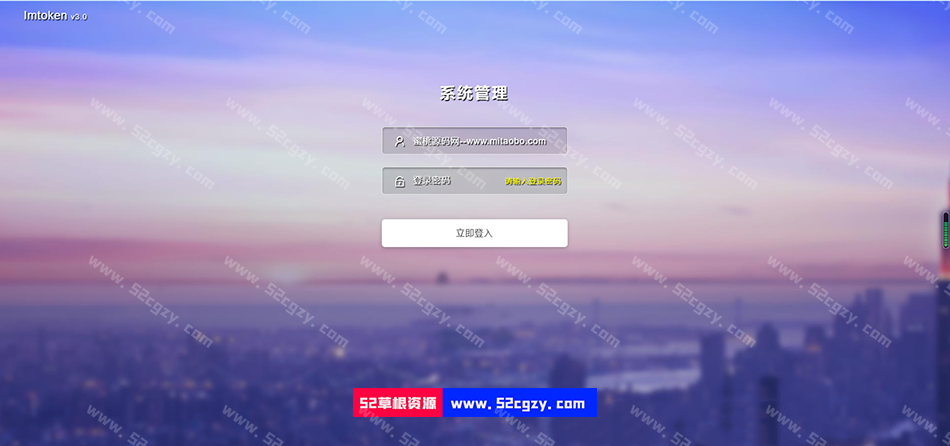 Imtoken v3.0
系统管理
蜜桃源码网--www.mitaobo.com
登录密码 请输入登录密码
立即登入
52草根资源 www.52cgzy.com
www.52cgzy.com